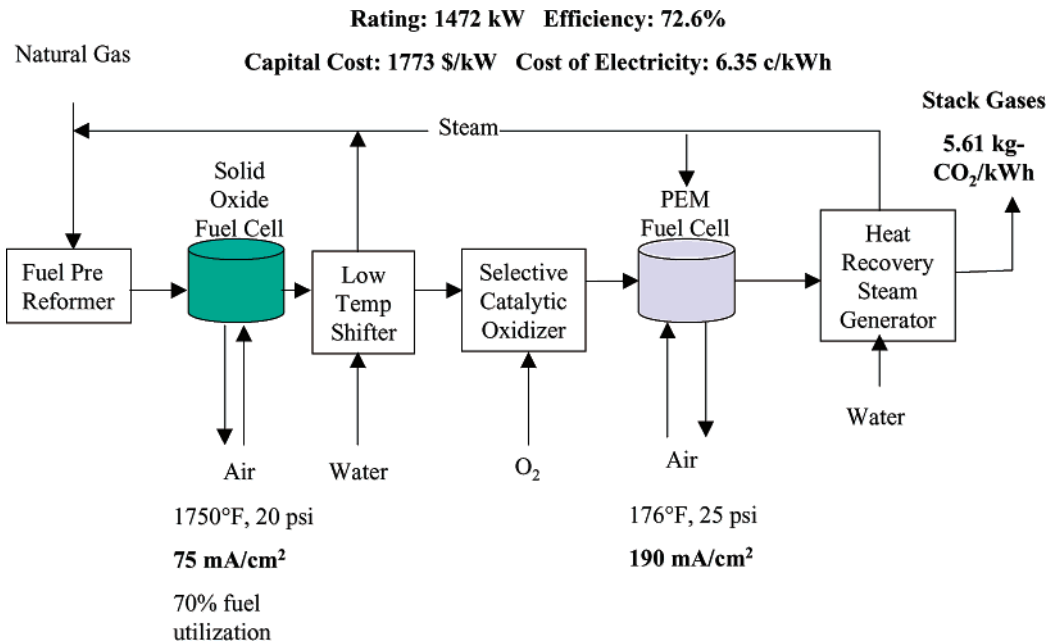 Rating: 1472 kW Efficiency: 72.6%
Natural Gas
Capital Cost: 1773 $/kW Cost of Electricity: 6.35 c/kWh
Stack Gases
5.61 kg-
CO₂/kWh
Steam
Solid
Oxide
Fuel Cell
PEM
Fuel Cell
Fuel Pre
Reformer
Low
Temp
Shifter
Selective
Catalytic
Oxidizer
Heat
Recovery
Steam
Generator
Air
Water
O₂
Air
Water
1750°F, 20 psi
75 mA/cm²
70% fuel
utilization
176°F, 25 psi
190 mA/cm²